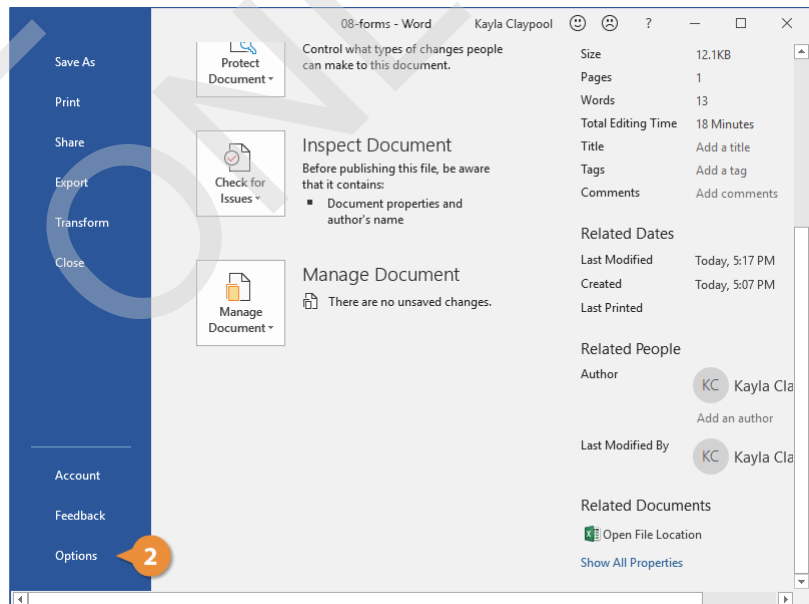 08-forms - Word
Kayla Claypool
?
Save As
Print
Share
Export
Transform
Close
Account
Feedback
Options
2
Protect
Document
Control what types of changes people
can make to this document.
Check for
Issues
Inspect Document
Before publishing this file, be aware
that it contains:
Document properties and
author's name
Manage
Document
Manage Document
There are no unsaved changes.
Size 12.1KB
Pages 1
Words 13
Total Editing Time 18 Minutes
Title Add a title
Tags Add a tag
Comments Add comments
Related Dates
Last Modified Today, 5:17 PM
Created Today, 5:07 PM
Last Printed
Related People
Author
KC Kayla Cla
Add an author
Last Modified By
KC Kayla Cla
Related Documents
Open File Location
Show All Properties